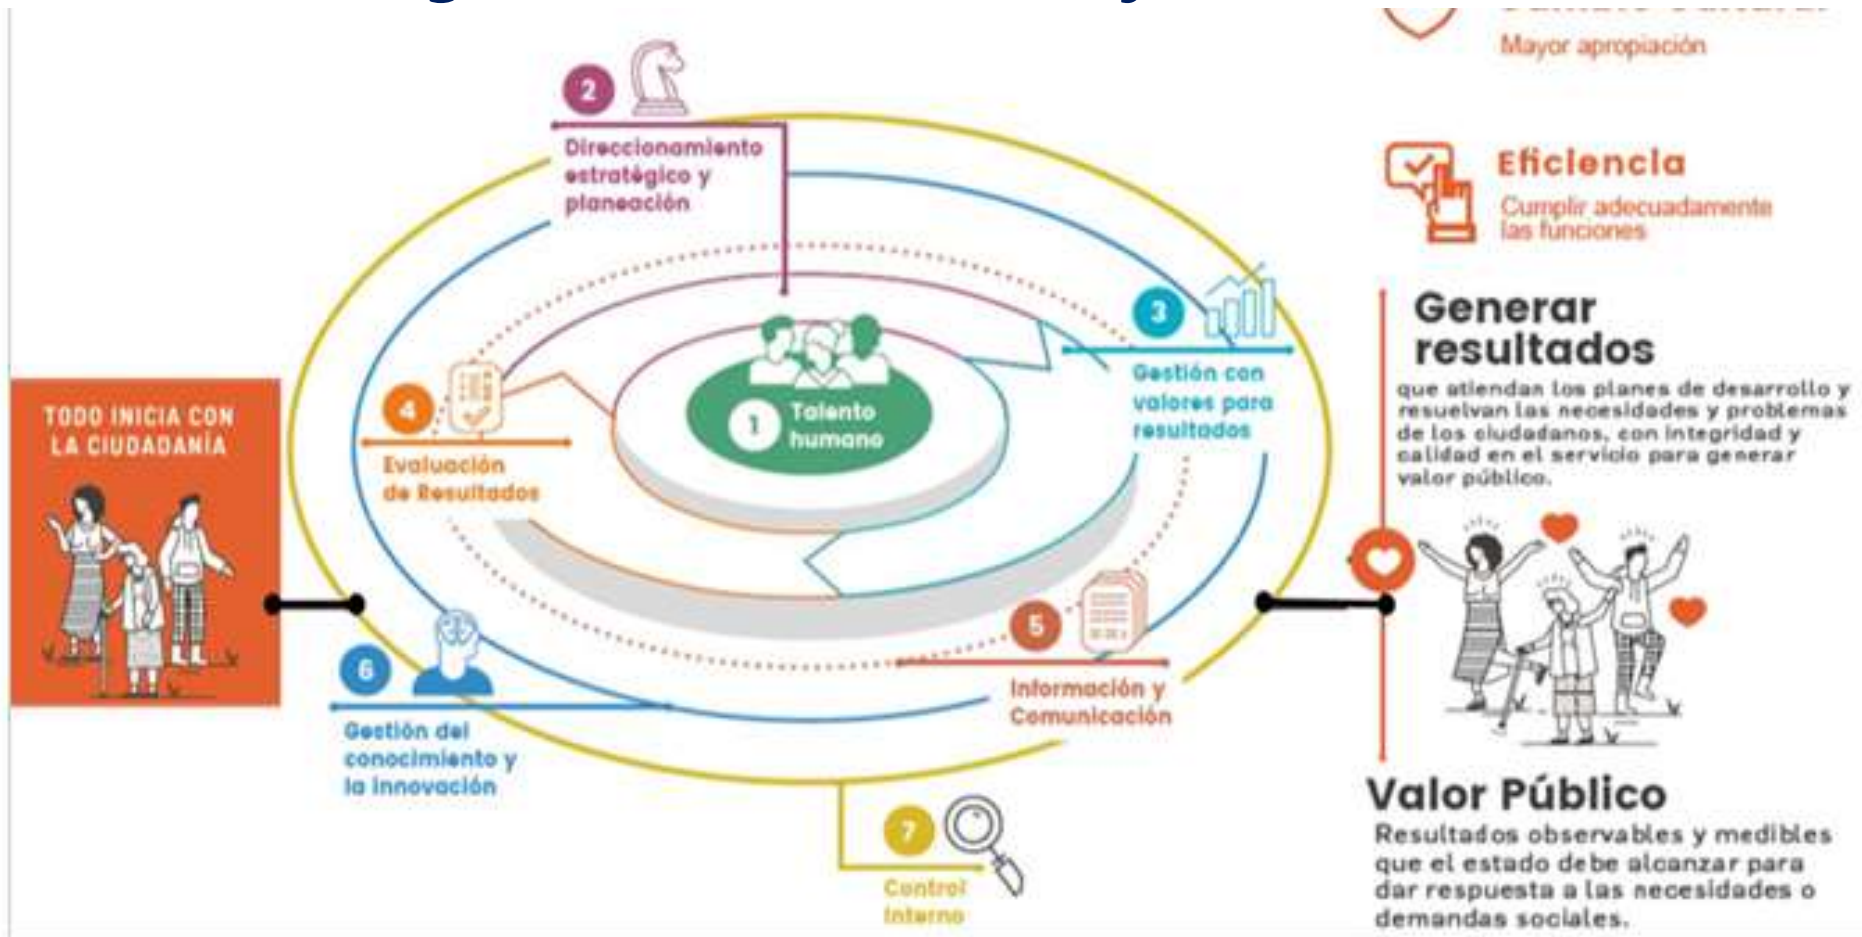 Mayor apropiación
2
Direccionamiento
estratégico y
planeación
Eficiencia
Cumplir adecuadamente
las funciones
3
Gestión con
valores para
resultados
Generar
resultados
que atiendan los planes de desarrollo y
resuelvan las necesidades y problemas
de los ciudadanos, con integridad y
calidad en el servicio para generar
valor público.
TODO INICIA CON
LA CIUDADANÍA
4
Evaluación
de Resultados
1
Talento
humano
5
Información y
Comunicación
6
Gestión del
conocimiento y
la innovación
7
Control
Interno
Valor Público
Resultados observables y medibles
que el estado debe alcanzar para
dar respuesta a las necesidades o
demandas sociales.